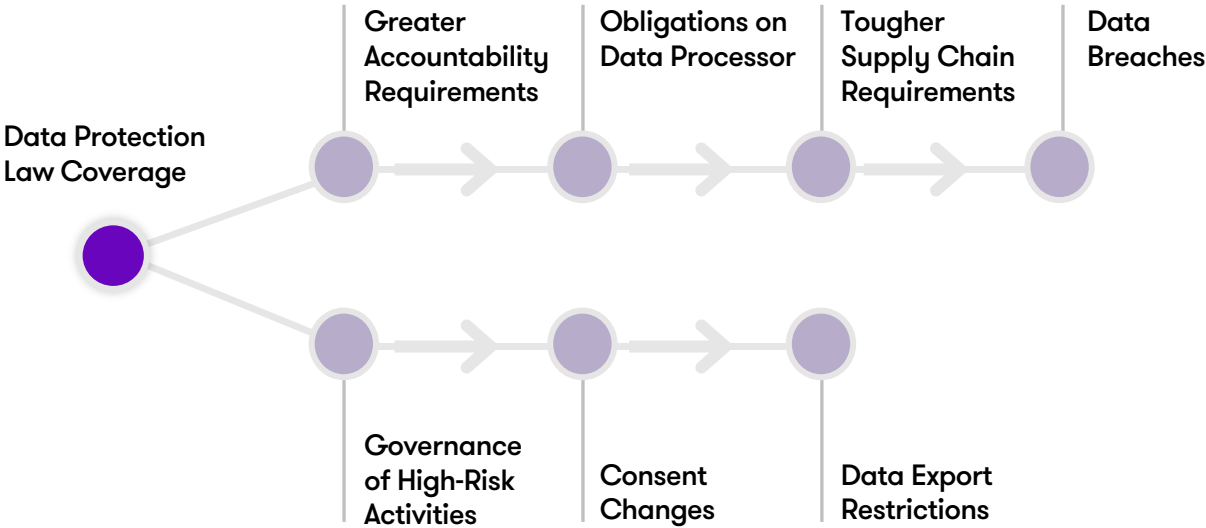 Data Protection
Law Coverage
Greater
Accountability
Requirements
Obligations on
Data Processor
Tougher
Supply Chain
Requirements
Data
Breaches
Governance
of High-Risk
Activities
Consent
Changes
Data Export
Restrictions